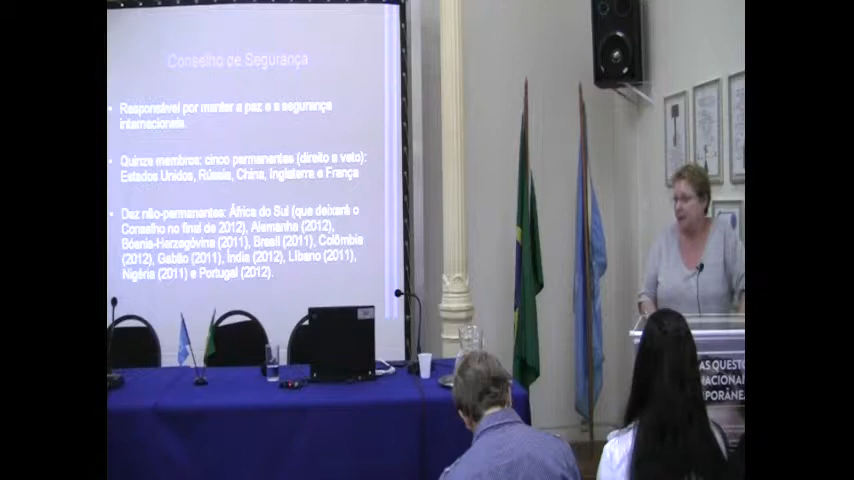 Conselho de Segurança
• Responsável por manter a paz e a segurança
internacionais.
• Quinze membros: cinco permanentes (direito a veto):
Estados Unidos, Rússia, China, Inglaterra e França
• Dez não-permanentes: África do Sul (que deixará o
Conselho no final de 2012), Alemanha (2012),
Bósnia-Herzegóvina (2011), Brasil (2011), Colômbia
(2012), Gabão (2011), Índia (2012), Líbano (2011),
Nigéria (2011) e Portugal (2012).
AS QUESTÕ
NACIONAI
MPORÂNEA